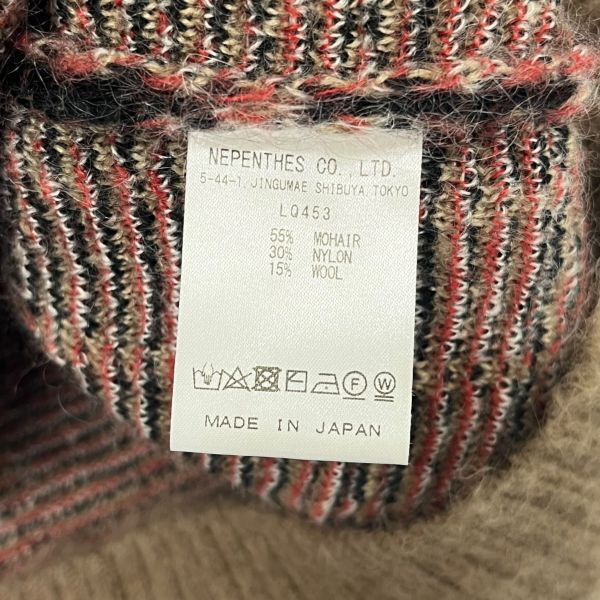 NEPENTHES CO.,LTD.
5-44-1, JINGUMAE SHIBUYA, TOKYO
LQ453
55% MOHAIR
30% NYLON
15% WOOL
F W
MADE IN JAPAN